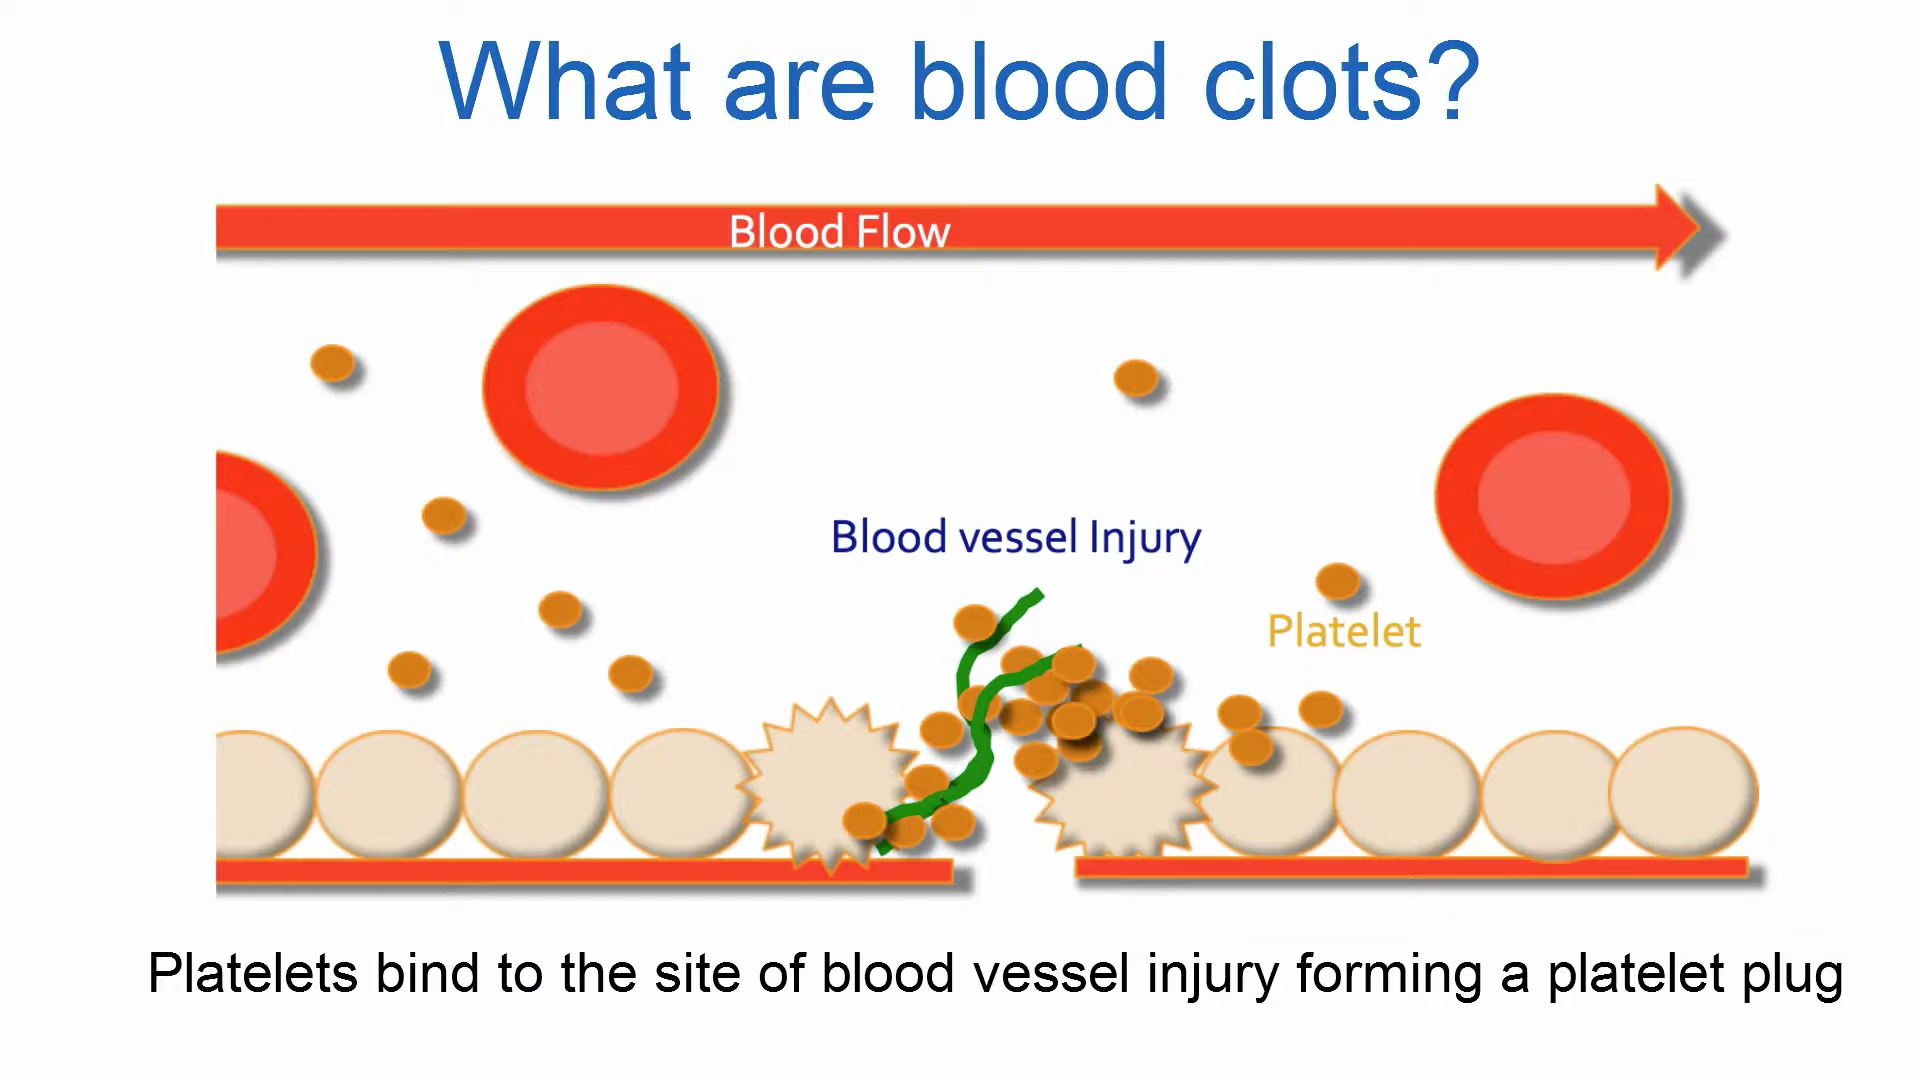 What are blood clots?
Blood Flow
Blood vessel Injury
Platelet
Platelets bind to the site of blood vessel injury forming a platelet plug